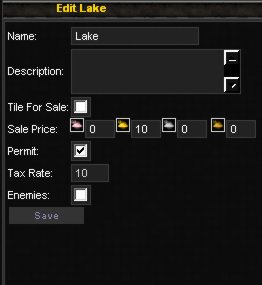 Edit Lake
Name: Lake
Description:
Tile For Sale:
Sale Price: 0 10 0 0
Permit:
Tax Rate: 10
Enemies:
Save